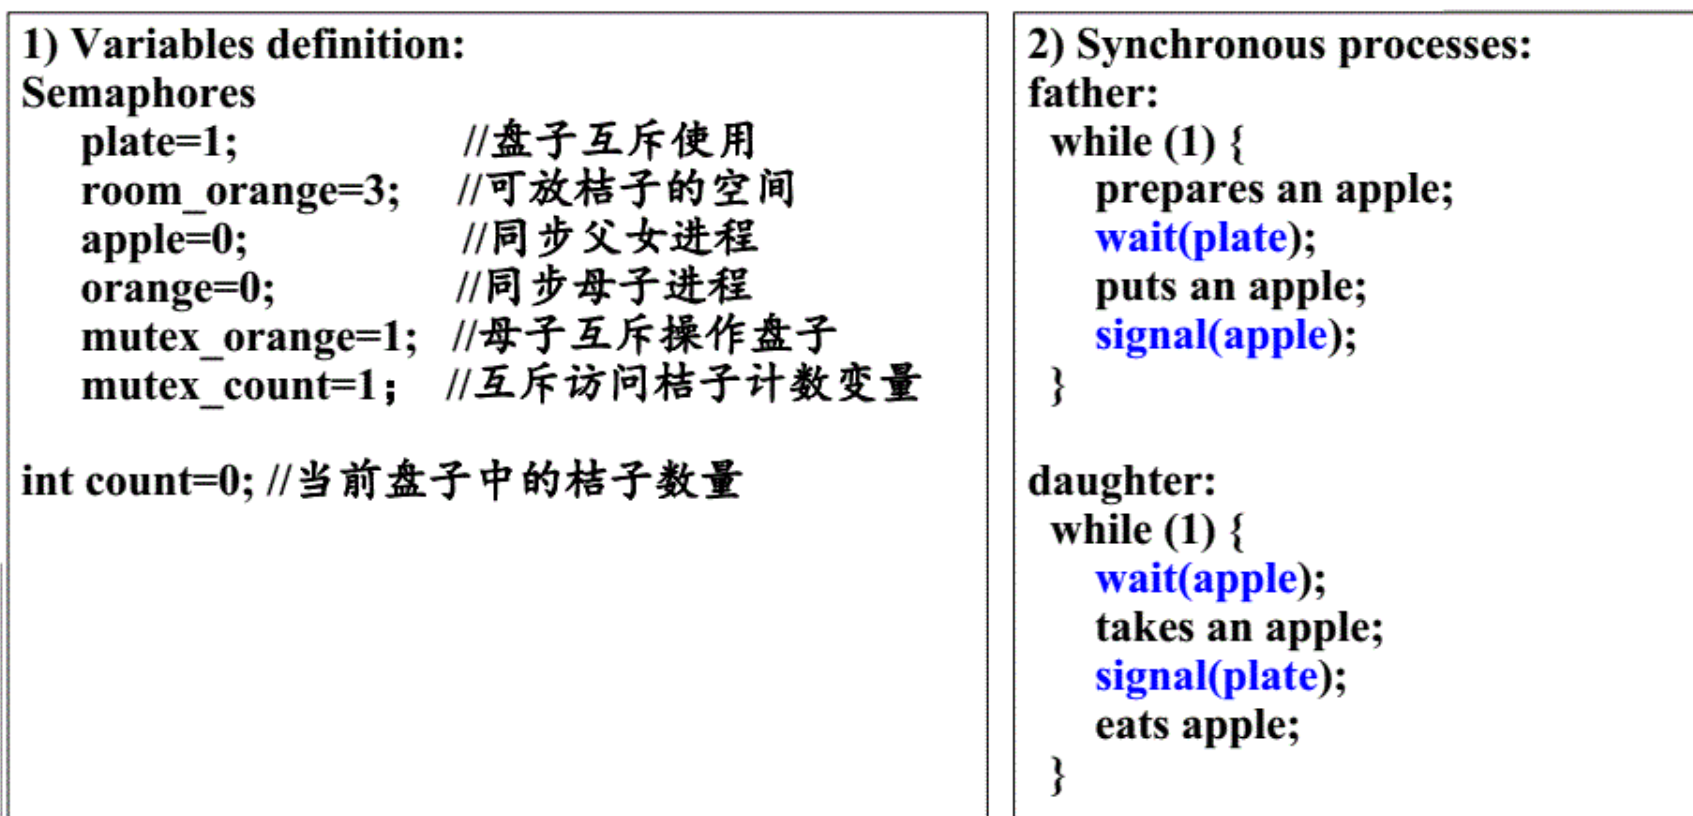 1) Variables definition:
Semaphores
plate=1; //盘子互斥使用
room_orange=3; //可放桔子的空间
apple=0; //同步父女进程
orange=0; //同步母子进程
mutex_orange=1; //母子互斥操作盘子
mutex_count=1； //互斥访问桔子计数变量
int count=0; //当前盘子中的桔子数量
2) Synchronous processes:
father:
while (1) {
prepares an apple;
wait(plate);
puts an apple;
signal(apple);
}
daughter:
while (1) {
wait(apple);
takes an apple;
signal(plate);
eats apple;
}